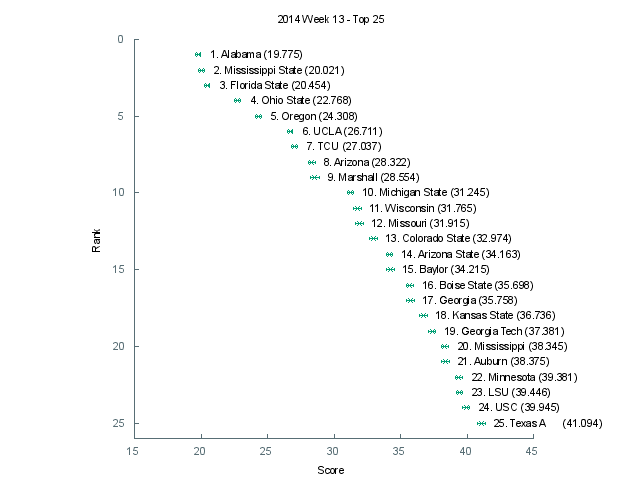 2014 Week 13 - Top 25
0
1. Alabama (19.775)
2. Mississippi State (20.021)
3. Florida State (20.454)
4. Ohio State (22.768)
5
5. Oregon (24.308)
6. UCLA (26.711)
7. TCU (27.037)
8. Arizona (28.322)
9. Marshall (28.554)
10
10. Michigan State (31.245)
11. Wisconsin (31.765)
12. Missouri (31.915)
13. Colorado State (32.974)
Rank
14. Arizona State (34.163)
15
15. Baylor (34.215)
16. Boise State (35.698)
17. Georgia (35.758)
18. Kansas State (36.736)
19. Georgia Tech (37.381)
20
20. Mississippi (38.345)
21. Auburn (38.375)
22. Minnesota (39.381)
23. LSU (39.446)
24. USC (39.945)
25
25. Texas A (41.094)
15 20 25 30 35 40 45
Score